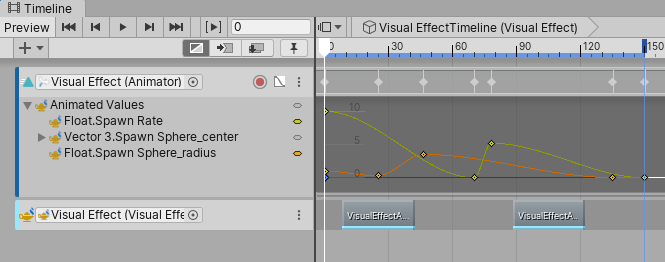 Timeline
Preview
0
Visual EffectTimeline (Visual Effect)
30
60
90
120
150
Visual Effect (Animator)
Animated Values
Float.Spawn Rate
Vector 3.Spawn Sphere_center
Float.Spawn Sphere_radius
10
5
0
Visual Effect (Visual Effe
VisualEffectA...
VisualEffectA...